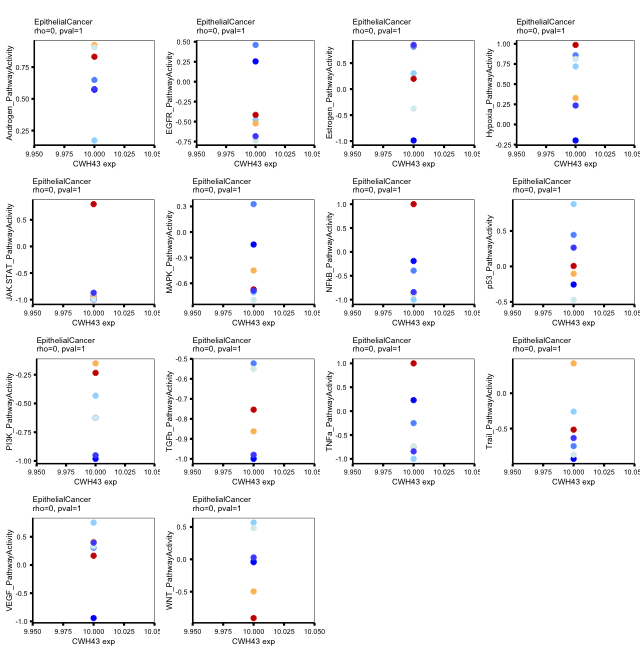 EpithelialCancer
rho=0, pval=1
Androgen_PathwayActivity
0.75
0.50
0.25
9.950 9.975 10.000 10.025 10.05
CWH43 exp
EpithelialCancer
rho=0, pval=1
EGFR_PathwayActivity
0.50
0.25
0.00
-0.25
-0.50
-0.75
9.950 9.975 10.000 10.025 10.05
CWH43 exp
EpithelialCancer
rho=0, pval=1
Estrogen_PathwayActivity
0.5
0.0
-0.5
-1.0
9.950 9.975 10.000 10.025 10.05
CWH43 exp
EpithelialCancer
rho=0, pval=1
Hypoxia_PathwayActivity
1.00
0.75
0.50
0.25
0.00
-0.25
9.950 9.975 10.000 10.025 10.050
CWH43 exp
EpithelialCancer
rho=0, pval=1
JAK.STAT_PathwayActivity
0.5
0.0
-0.5
-1.0
9.950 9.975 10.000 10.025 10.05
CWH43 exp
EpithelialCancer
rho=0, pval=1
MAPK_PathwayActivity
0.3
0.0
-0.3
-0.6
9.950 9.975 10.000 10.025 10.050
CWH43 exp
EpithelialCancer
rho=0, pval=1
NFkB_PathwayActivity
1.0
0.5
0.0
-0.5
-1.0
9.950 9.975 10.000 10.025 10.05
CWH43 exp
EpithelialCancer
rho=0, pval=1
p53_PathwayActivity
0.5
0.0
-0.5
9.950 9.975 10.000 10.025 10.050
CWH43 exp
EpithelialCancer
rho=0, pval=1
PI3K_PathwayActivity
-0.25
-0.50
-0.75
-1.00
9.950 9.975 10.000 10.025 10.05
CWH43 exp
EpithelialCancer
rho=0, pval=1
TGFb_PathwayActivity
-0.5
-0.6
-0.7
-0.8
-0.9
-1.0
9.950 9.975 10.000 10.025 10.050
CWH43 exp
EpithelialCancer
rho=0, pval=1
TNFa_PathwayActivity
1.0
0.5
0.0
-0.5
-1.0
9.950 9.975 10.000 10.025 10.05
CWH43 exp
EpithelialCancer
rho=0, pval=1
Trail_PathwayActivity
0.0
-0.5
9.950 9.975 10.000 10.025 10.050
CWH43 exp
EpithelialCancer
rho=0, pval=1
VEGF_PathwayActivity
0.5
0.0
-0.5
-1.0
9.950 9.975 10.000 10.025 10.05
CWH43 exp
EpithelialCancer
rho=0, pval=1
WNT_PathwayActivity
0.5
0.0
-0.5
9.950 9.975 10.000 10.025 10.050
CWH43 exp